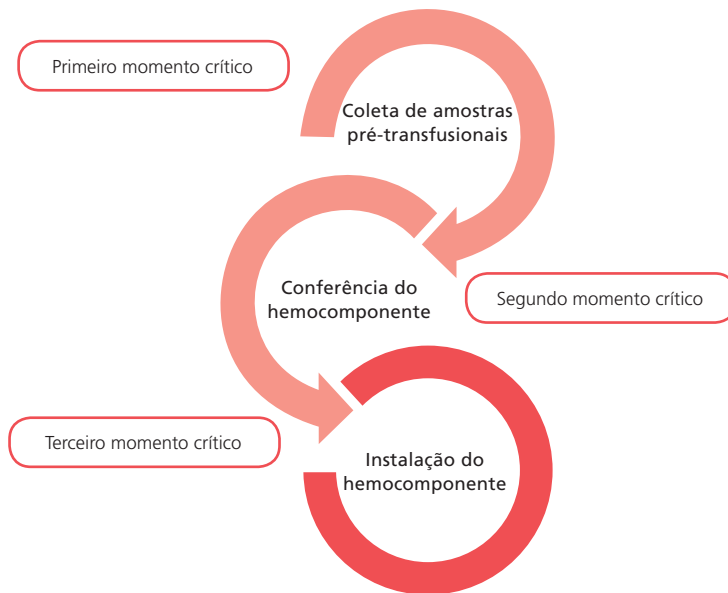 Primeiro momento crítico
Coleta de amostras
pré-transfusionais
Conferência do
hemocomponente
Segundo momento crítico
Terceiro momento crítico
Instalação do
hemocomponente